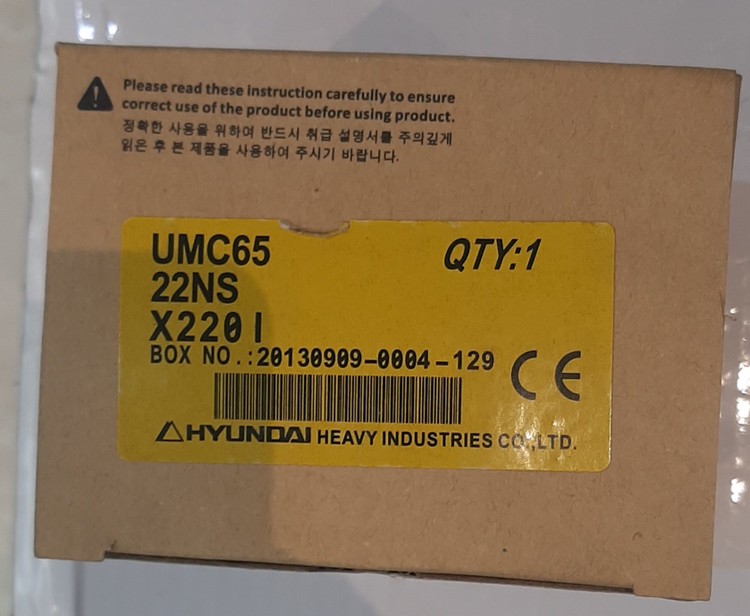 Please read these instruction carefully to ensure
correct use of the product before using product.
정확한 사용을 위하여 반드시 취급 설명서를 주의깊게
읽은 후 본 제품을 사용하여 주시기 바랍니다.
UMC65 QTY:1
22NS
X220 I
BOX NO.:20130909-0004-129 CE
HYUNDAI HEAVY INDUSTRIES CO.,LTD.